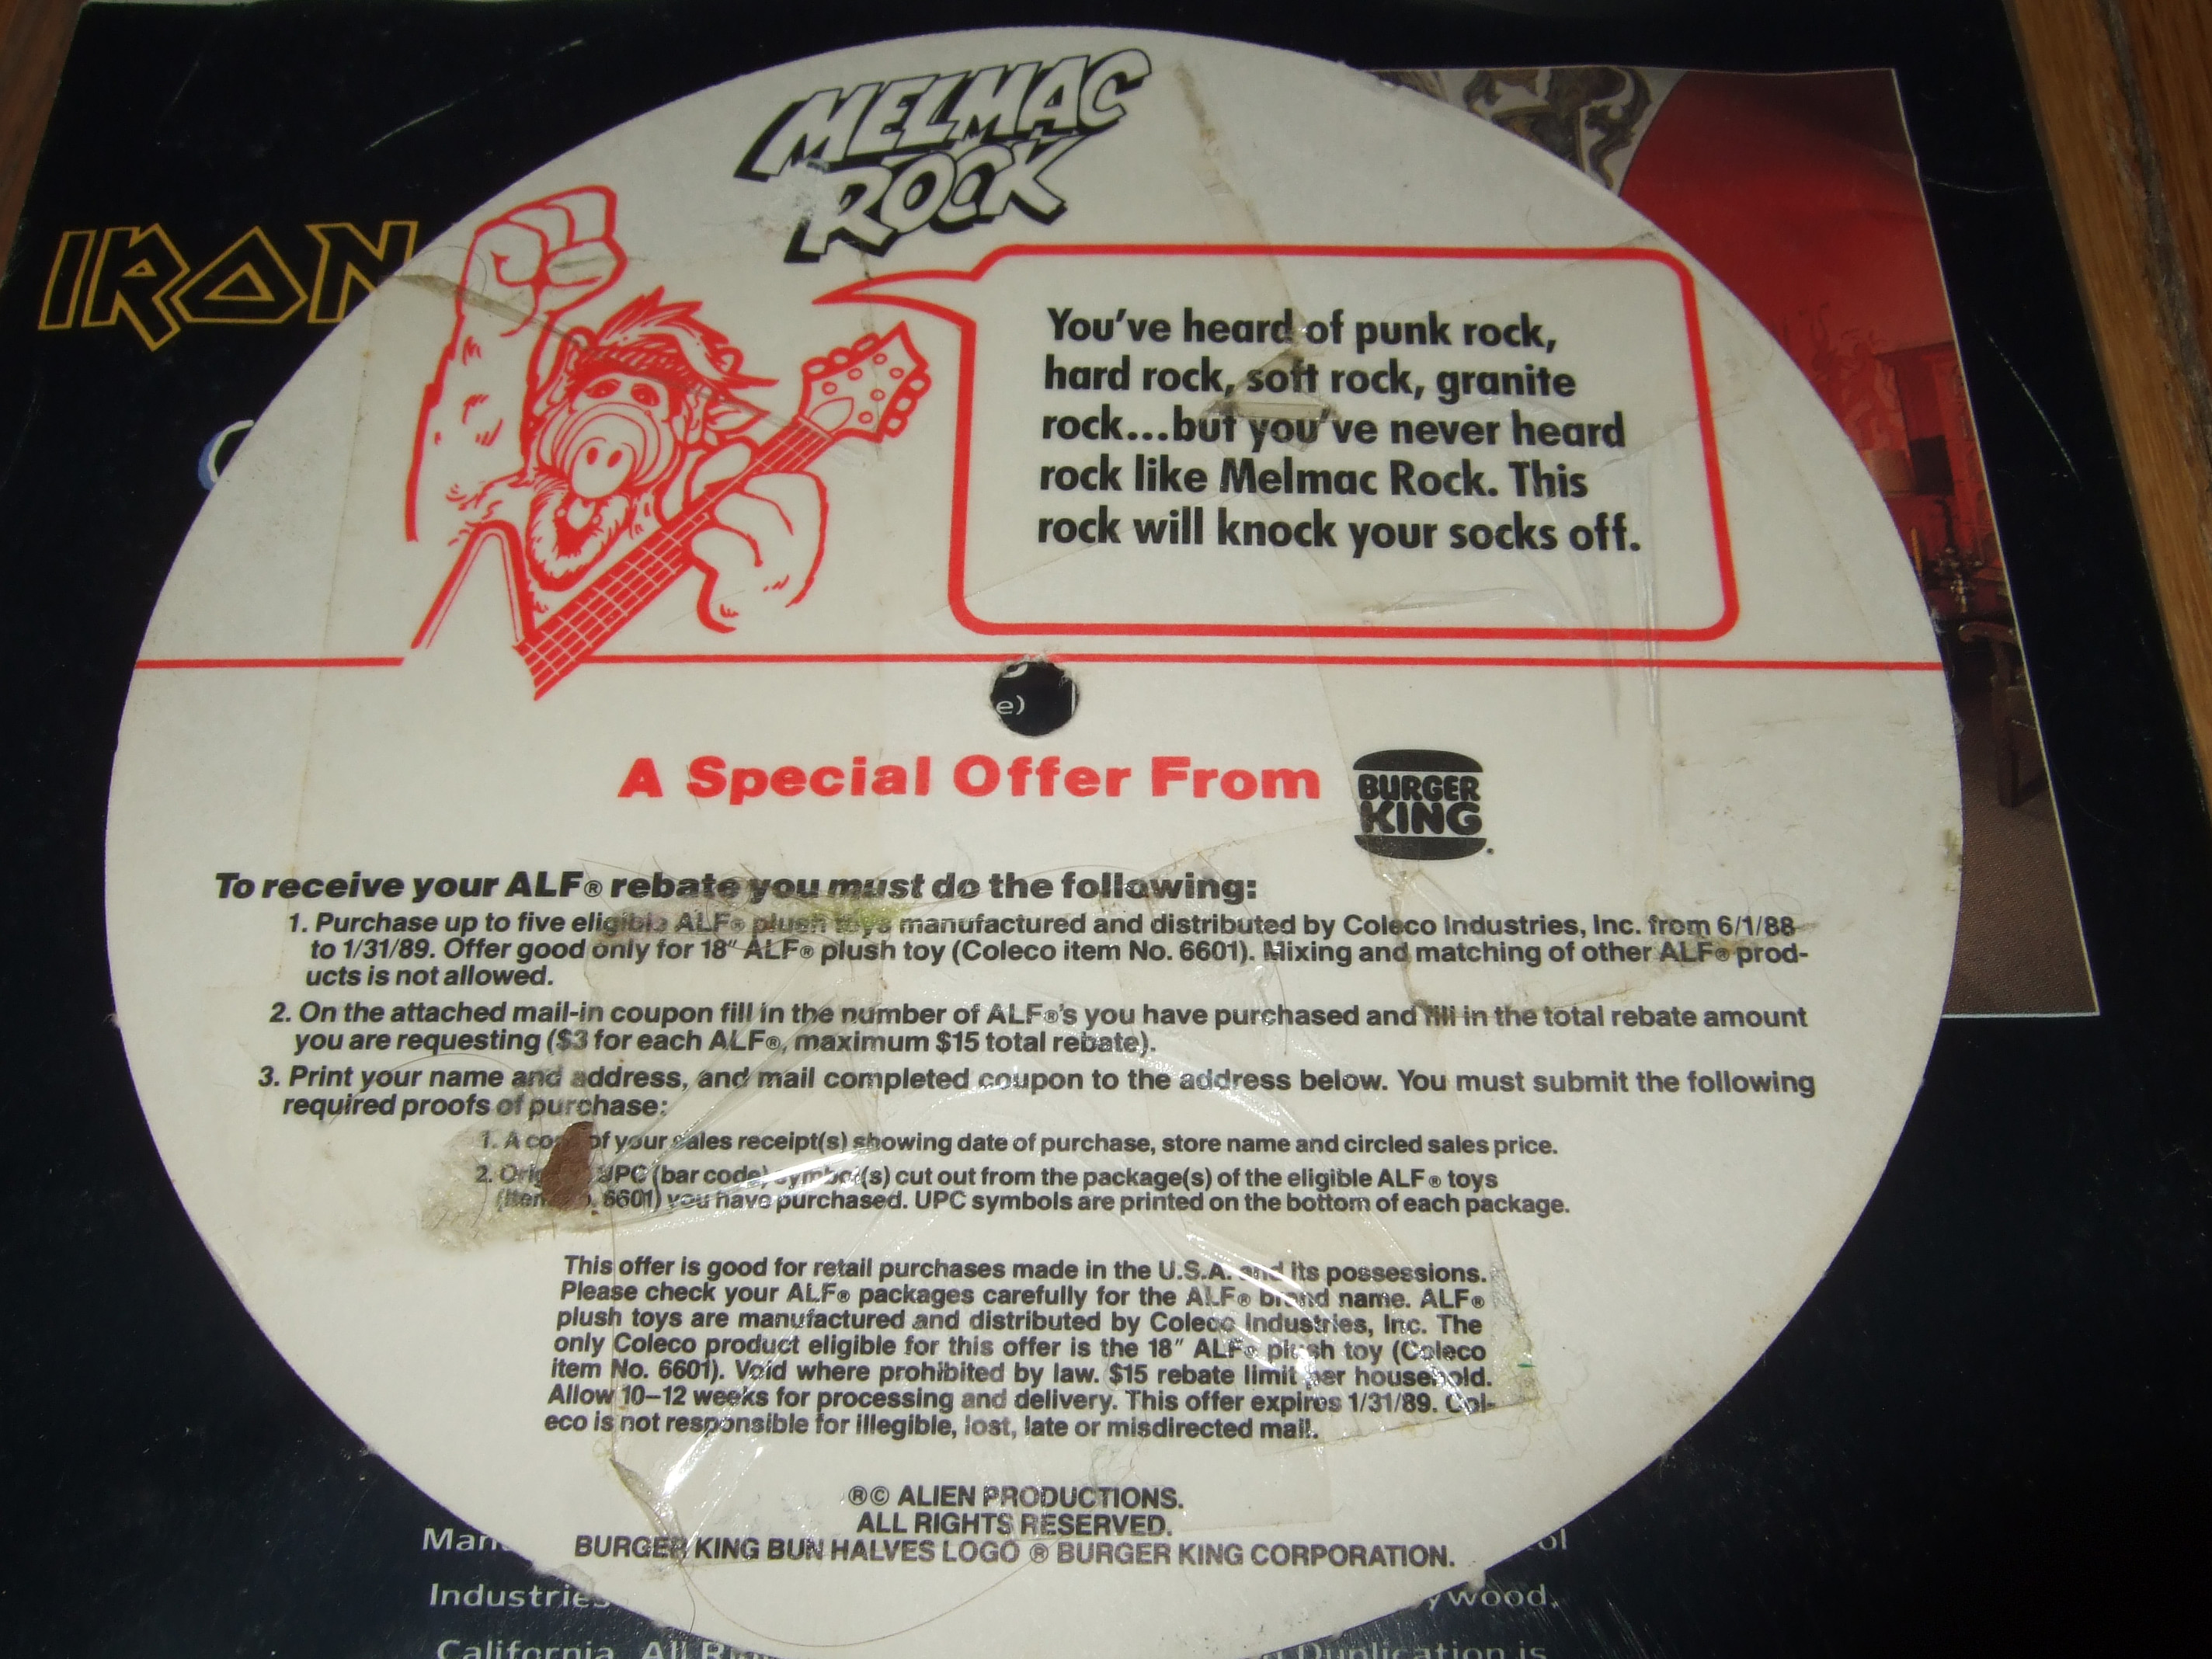 MELMAC
ROCK
IRON
You've heard of punk rock,
hard rock, soft rock, granite
rock...but you've never heard
rock like Melmac Rock. This
rock will knock your socks off.
e)
A Special Offer From
BURGER
KING
To receive your ALF® rebate you must do the following:
1. Purchase up to five eligible ALF® plush toys manufactured and distributed by Coleco Industries, Inc. from 6/1/88
to 1/31/89. Offer good only for 18" ALF® plush toy (Coleco item No. 6601). Mixing and matching of other ALF® prod-
ucts is not allowed.
2. On the attached mail-in coupon fill in the number of ALF®'s you have purchased and fill in the total rebate amount
you are requesting ($3 for each ALF®, maximum $15 total rebate).
3. Print your name and address, and mail completed coupon to the address below. You must submit the following
required proofs of purchase:
1. A of your sales receipt(s) showing date of purchase, store name and circled sales price.
2. UPC (bar code) symbol(s) cut out from the package(s) of the eligible ALF® toys
6601) you have purchased. UPC symbols are printed on the bottom of each package.
This offer is good for retail purchases made in the U.S.A. and its possessions.
Please check your ALF® packages carefully for the ALF® brand name. ALF®
plush toys are manufactured and distributed by Coleco Industries, Inc. The
only Coleco product eligible for this offer is the 18" ALF® plush toy (Coleco
item No. 6601). Void where prohibited by law. $15 rebate limit per household.
Allow 10–12 weeks for processing and delivery. This offer expires 1/31/89. Col-
eco is not responsible for illegible, lost, late or misdirected mail.
®© ALIEN PRODUCTIONS.
ALL RIGHTS RESERVED.
BURGER KING BUN HALVES LOGO ® BURGER KING CORPORATION.
Man ol
Industries ywood,
California. All Ri Duplication is